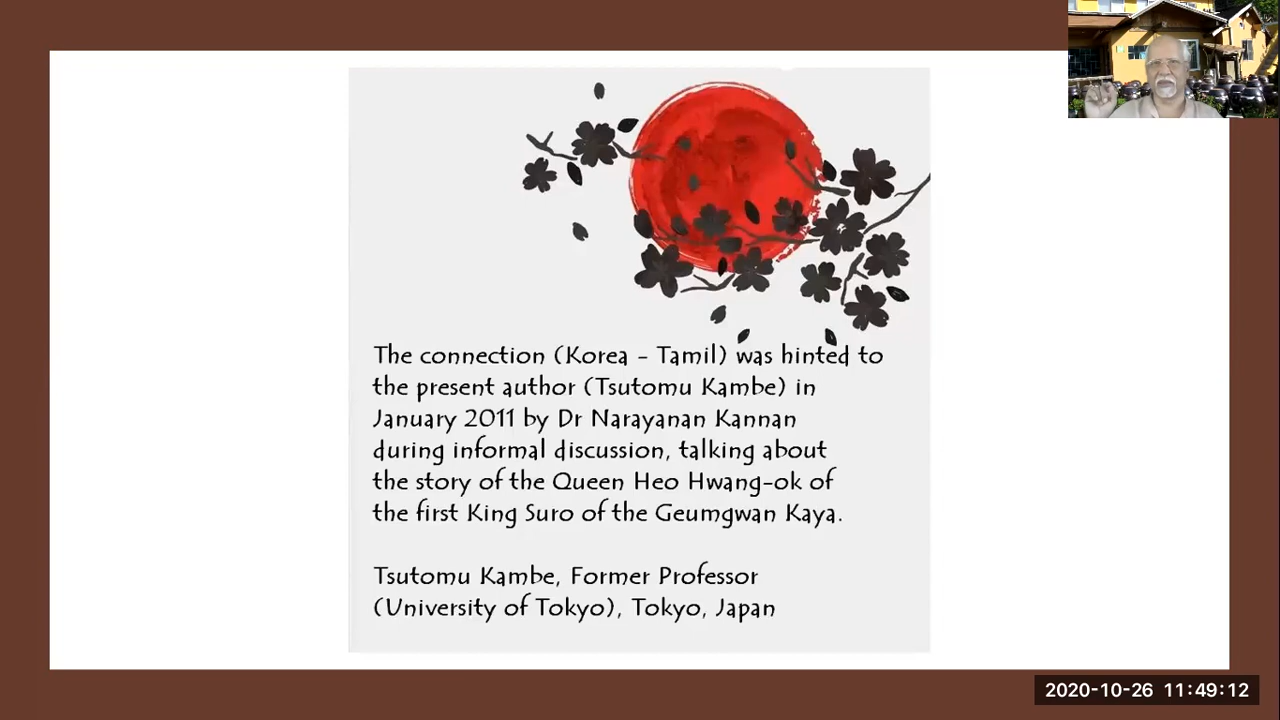 The connection (Korea - Tamil) was hinted to
the present author (Tsutomu Kambe) in
January 2011 by Dr Narayanan Kannan
during informal discussion, talking about
the story of the Queen Heo Hwang-ok of
the first King Suro of the Geumgwan Kaya.
Tsutomu Kambe, Former Professor
(University of Tokyo), Tokyo, Japan
2020-10-26 11:49:12